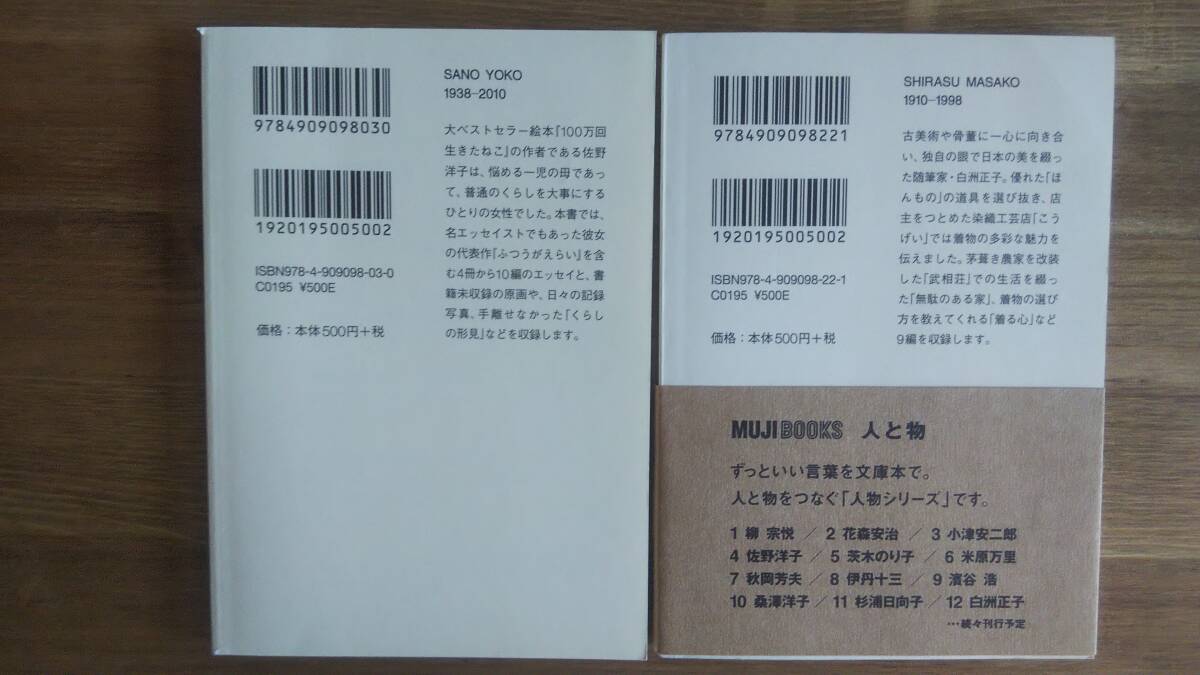 9784909098030
1920195005002
ISBN978-4-909098-03-0
C0195 ¥500E
価格：本体500円+税
SANO YOKO
1938–2010
大ベストセラー絵本『100万回
生きたねこ』の作者である佐野
洋子は、悩める一児の母であっ
て、普通のくらしを大事にする
ひとりの女性でした。本書では、
名エッセイストでもあった彼女
の代表作『ふつうがえらい』を含
む4冊から10編のエッセイと、書
籍未収録の原画や、日々の記録
写真、手離せなかった「くらし
の形見」などを収録します。
9784909098221
1920195005002
ISBN978-4-909098-22-1
C0195 ¥500E
価格：本体500円+税
SHIRASU MASAKO
1910–1998
古美術や骨董に一心に向き合
い、独自の眼で日本の美を綴っ
た随筆家・白洲正子。優れた「ほ
んもの」の道具を選び抜き、店
主をつとめた染織工芸店「こう
げい」では着物の多彩な魅力を
伝えました。茅葺き農家を改装
した「武相荘」での生活を綴った
「無駄のある家」、着物の選び
方を教えてくれる「着る心」など
9編を収録します。
MUJI BOOKS 人と物
ずっといい言葉を文庫本で。
人と物をつなぐ「人物シリーズ」です。
1 柳 宗悦 / 2 花森安治 / 3 小津安二郎
4 佐野洋子 / 5 茨木のり子 / 6 米原万里
7 秋岡芳夫 / 8 伊丹十三 / 9 濱谷 浩
10 桑澤洋子 / 11 杉浦日向子 / 12 白洲正子
…続々刊行予定